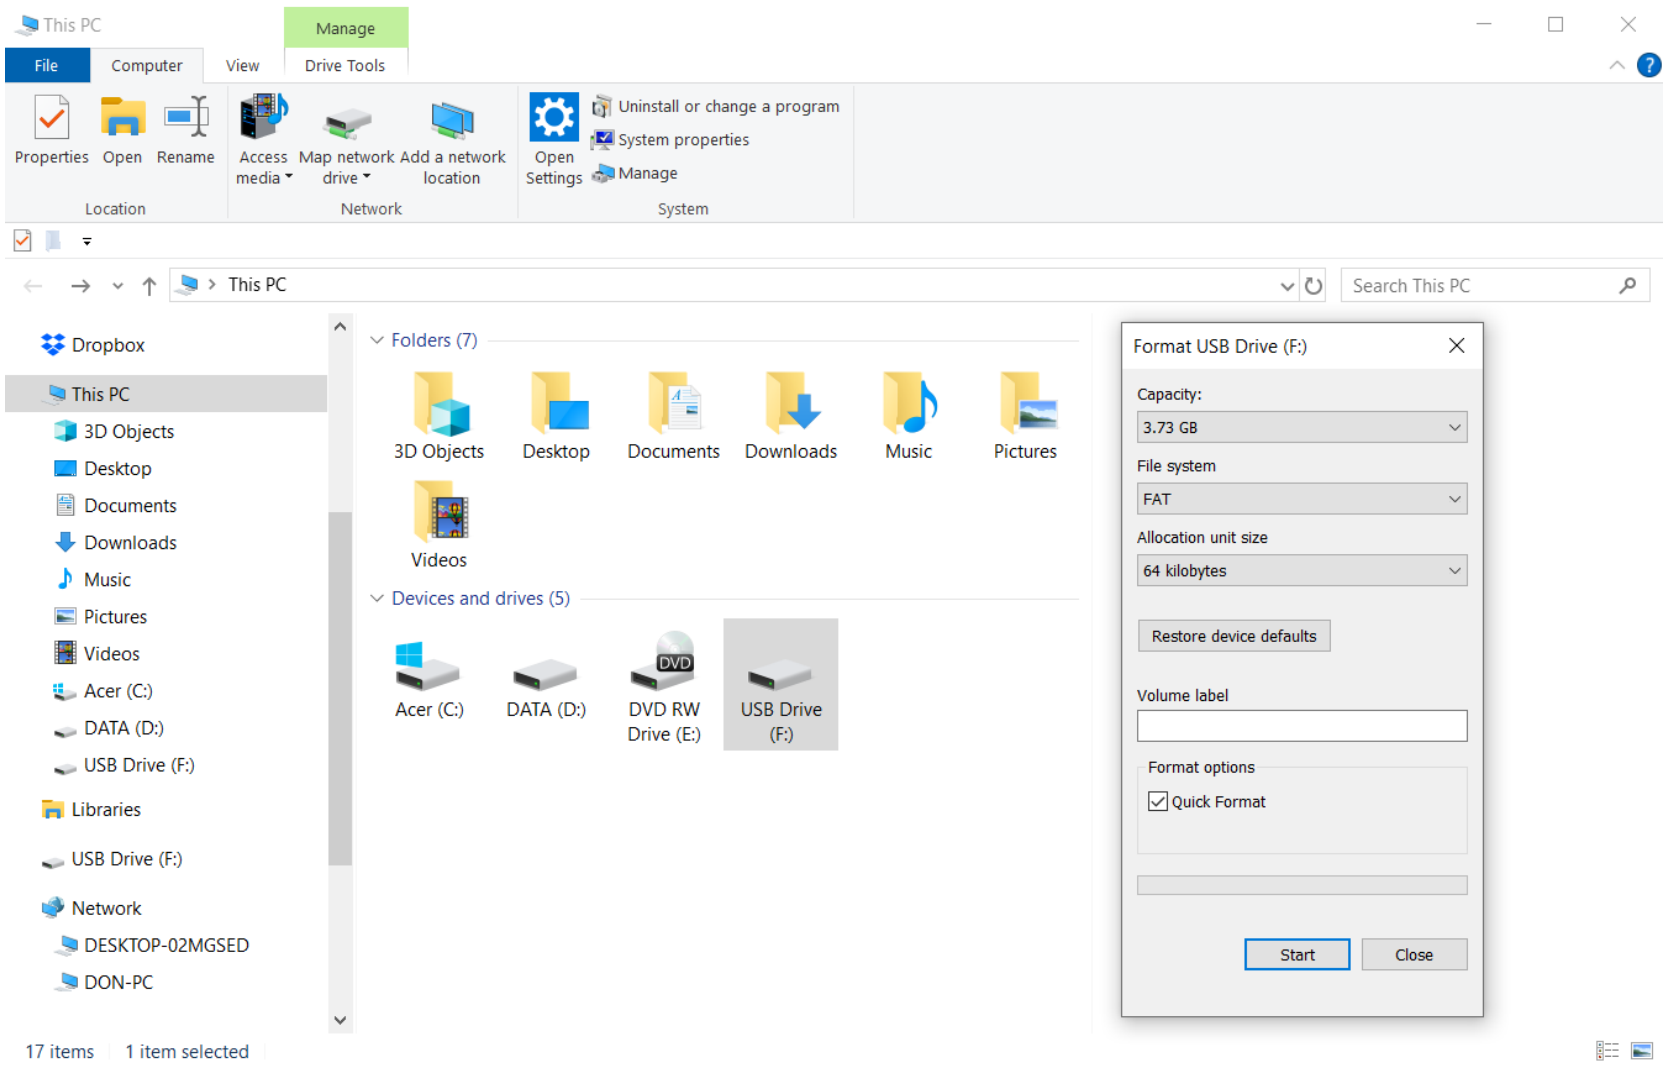 This PC
Manage
File
Computer
View
Drive Tools
?
Properties
Open
Rename
Access
media
Map network
drive
Add a network
location
Open
Settings
Uninstall or change a program
System properties
Manage
Location
Network
System
This PC
Search This PC
Dropbox
This PC
3D Objects
Desktop
Documents
Downloads
Music
Pictures
Videos
Acer (C:)
DATA (D:)
USB Drive (F:)
Libraries
USB Drive (F:)
Network
DESKTOP-02MGSED
DON-PC
Folders (7)
3D Objects
Desktop
Documents
Downloads
Music
Pictures
Videos
Devices and drives (5)
Acer (C:)
DATA (D:)
DVD
DVD RW
Drive (E:)
USB Drive
(F:)
Format USB Drive (F:)
Capacity:
3.73 GB
File system
FAT
Allocation unit size
64 kilobytes
Restore device defaults
Volume label
Format options
Quick Format
Start
Close
17 items
1 item selected